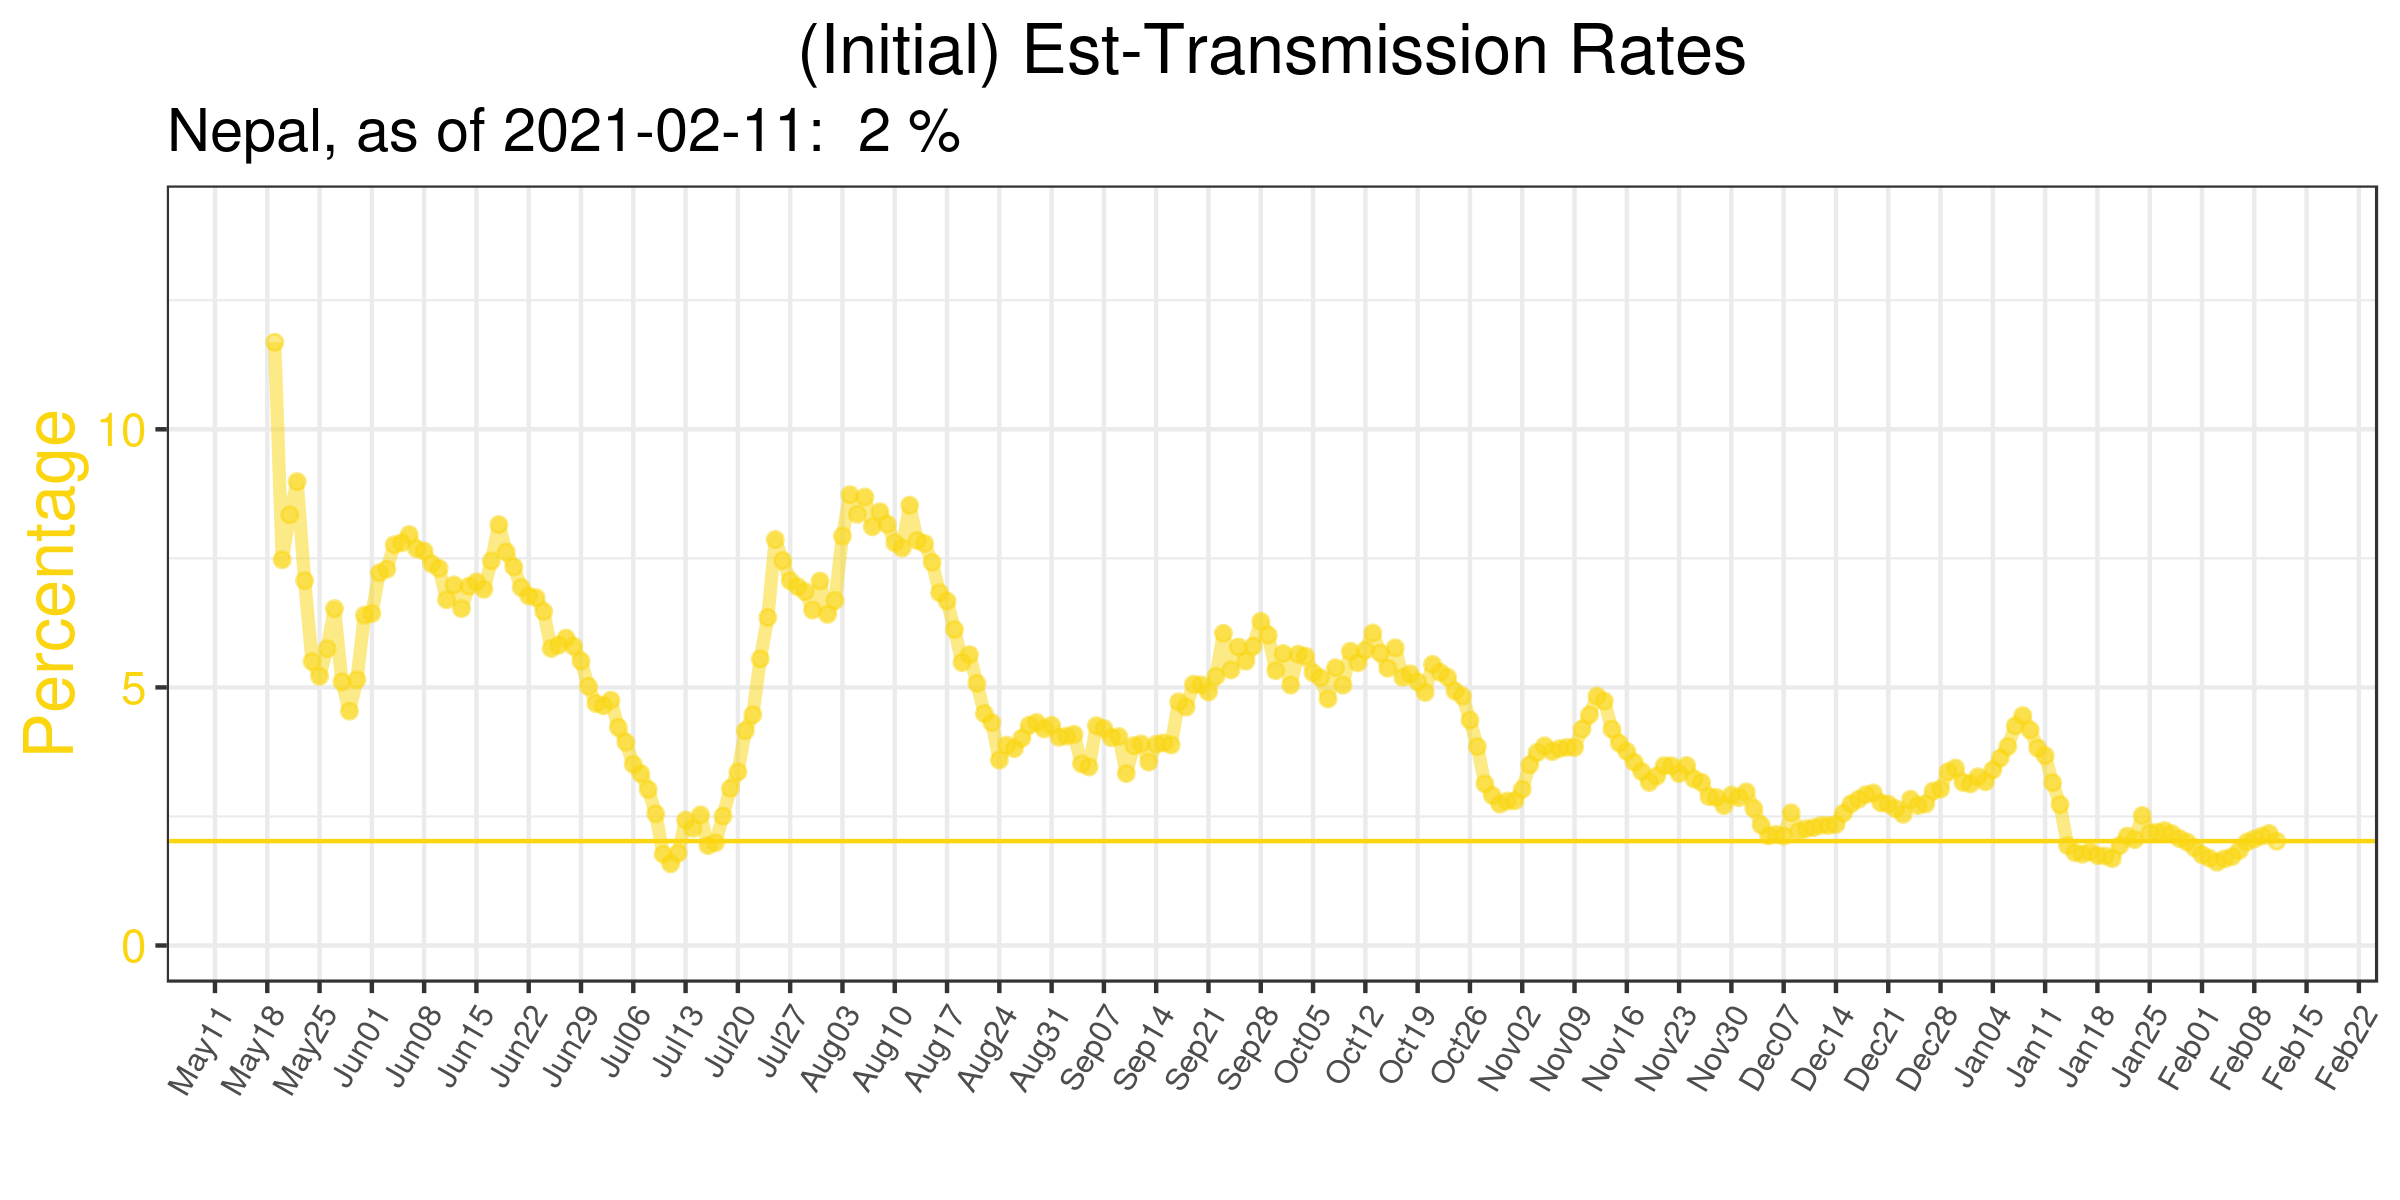 (Initial) Est-Transmission Rates
Nepal, as of 2021-02-11:  2 %
Percentage
10
5
0
May11 May18 May25 Jun01 Jun08 Jun15 Jun22 Jun29 Jul06 Jul13 Jul20 Jul27 Aug03 Aug10 Aug17 Aug24 Aug31 Sep07 Sep14 Sep21 Sep28 Oct05 Oct12 Oct19 Oct26 Nov02 Nov09 Nov16 Nov23 Nov30 Dec07 Dec14 Dec21 Dec28 Jan04 Jan11 Jan18 Jan25 Feb01 Feb08 Feb15 Feb22